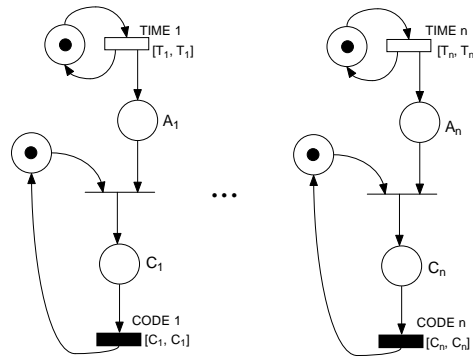 TIME 1
[T₁, T₁]
A₁
C₁
CODE 1
[C₁, C₁]
...
TIME n
[Tₙ, Tₙ
Aₙ
Cₙ
CODE n
[Cₙ, Cₙ]